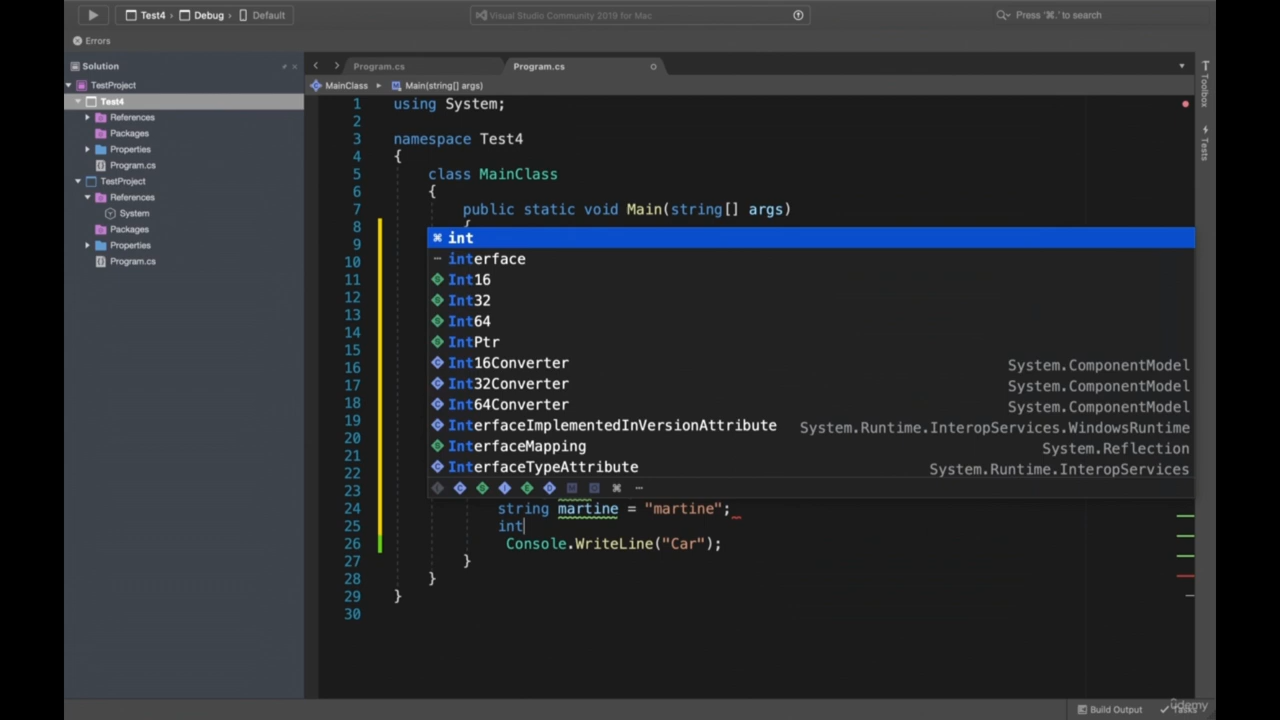 Test4 › Debug › Default
Visual Studio Community 2019 for Mac
Press '⌘.' to search
Errors
Solution
Program.cs
Program.cs
MainClass ▸ Main(string[] args)
TestProject
Test4
References
Packages
Properties
Program.cs
TestProject
References
System
Packages
Properties
Program.cs
1 using System;
2
3 namespace Test4
4 {
5 class MainClass
6 {
7 public static void Main(string[] args)
8 {
9
10
11
12
13
14
15
16
17
18
19
20
21
22
23
24 string martine = "martine";
25 int
26 Console.WriteLine("Car");
27 }
28 }
29 }
30
int
interface
Int16
Int32
Int64
IntPtr
Int16Converter System.ComponentModel
Int32Converter System.ComponentModel
Int64Converter System.ComponentModel
InterfaceImplementedInVersionAttribute System.Runtime.InteropServices.WindowsRuntime
InterfaceMapping System.Reflection
InterfaceTypeAttribute System.Runtime.InteropServices
Toolbox
Tests
Build Output
Tasks
udemy